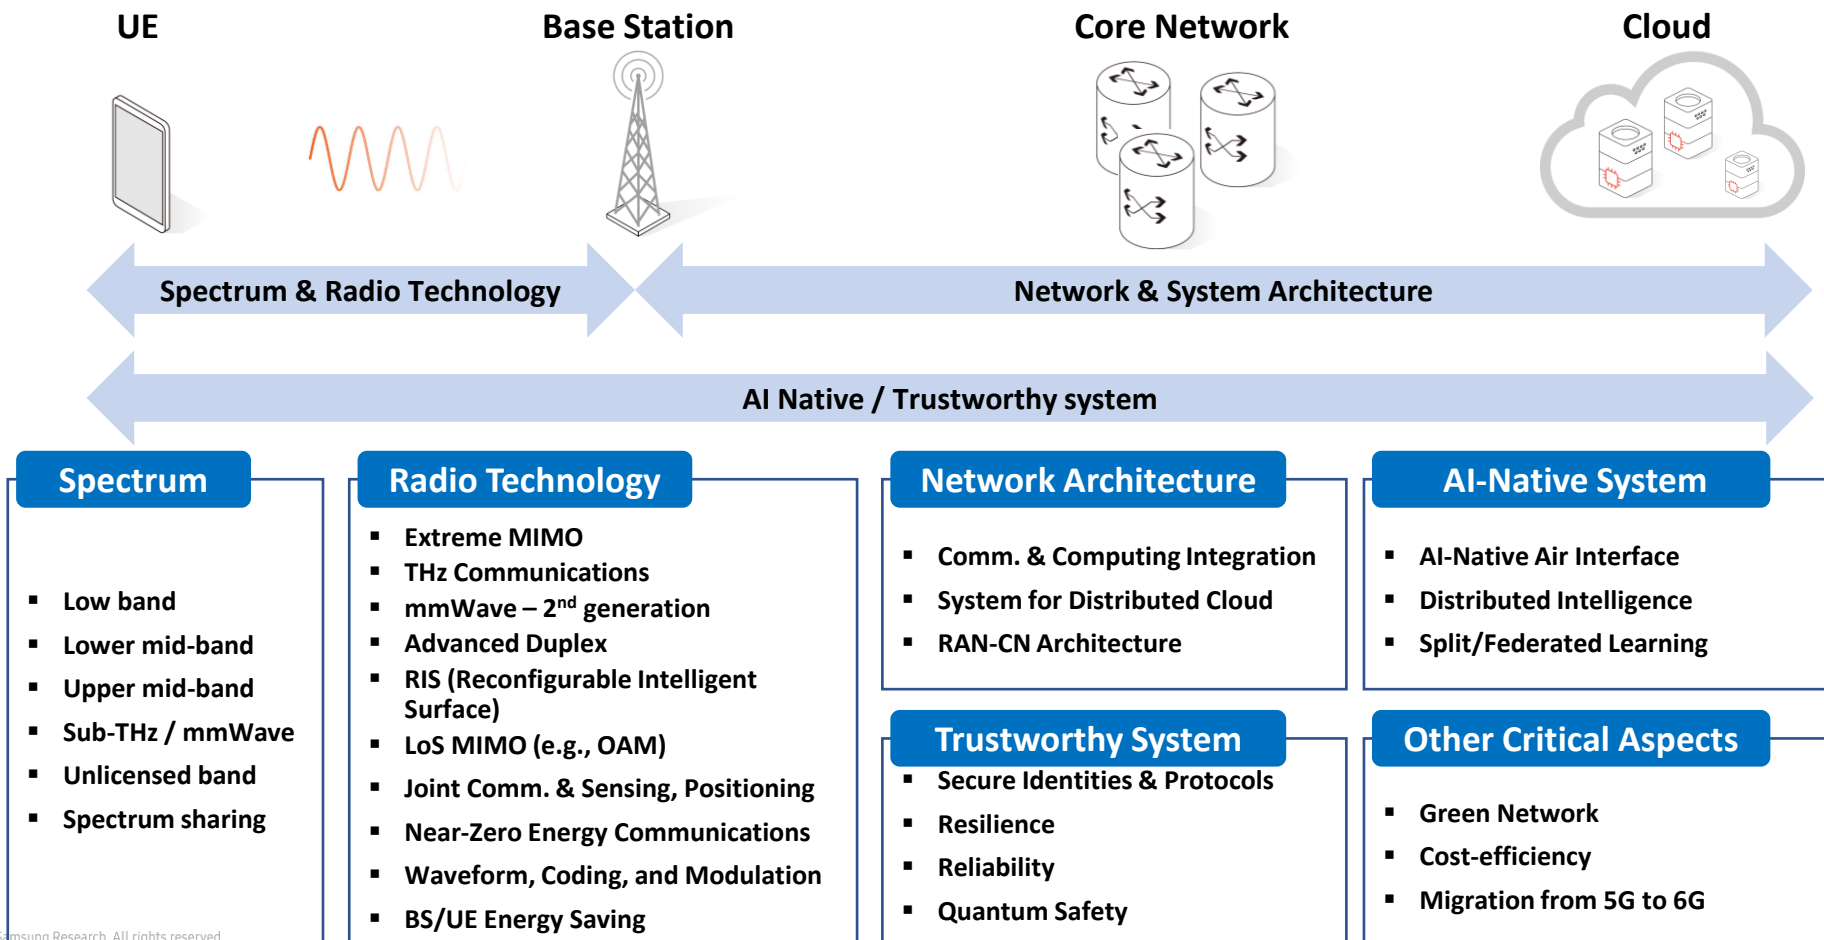 UE
Base Station
Core Network
Cloud
Spectrum & Radio Technology
Network & System Architecture
AI Native / Trustworthy system
Spectrum
▪ Low band
▪ Lower mid-band
▪ Upper mid-band
▪ Sub-THz / mmWave
▪ Unlicensed band
▪ Spectrum sharing
Radio Technology
▪ Extreme MIMO
▪ THz Communications
▪ mmWave – 2nd generation
▪ Advanced Duplex
▪ RIS (Reconfigurable Intelligent
Surface)
▪ LoS MIMO (e.g., OAM)
▪ Joint Comm. & Sensing, Positioning
▪ Near-Zero Energy Communications
▪ Waveform, Coding, and Modulation
▪ BS/UE Energy Saving
Network Architecture
▪ Comm. & Computing Integration
▪ System for Distributed Cloud
▪ RAN-CN Architecture
AI-Native System
▪ AI-Native Air Interface
▪ Distributed Intelligence
▪ Split/Federated Learning
Trustworthy System
▪ Secure Identities & Protocols
▪ Resilience
▪ Reliability
▪ Quantum Safety
Other Critical Aspects
▪ Green Network
▪ Cost-efficiency
▪ Migration from 5G to 6G
Samsung Research. All rights reserved